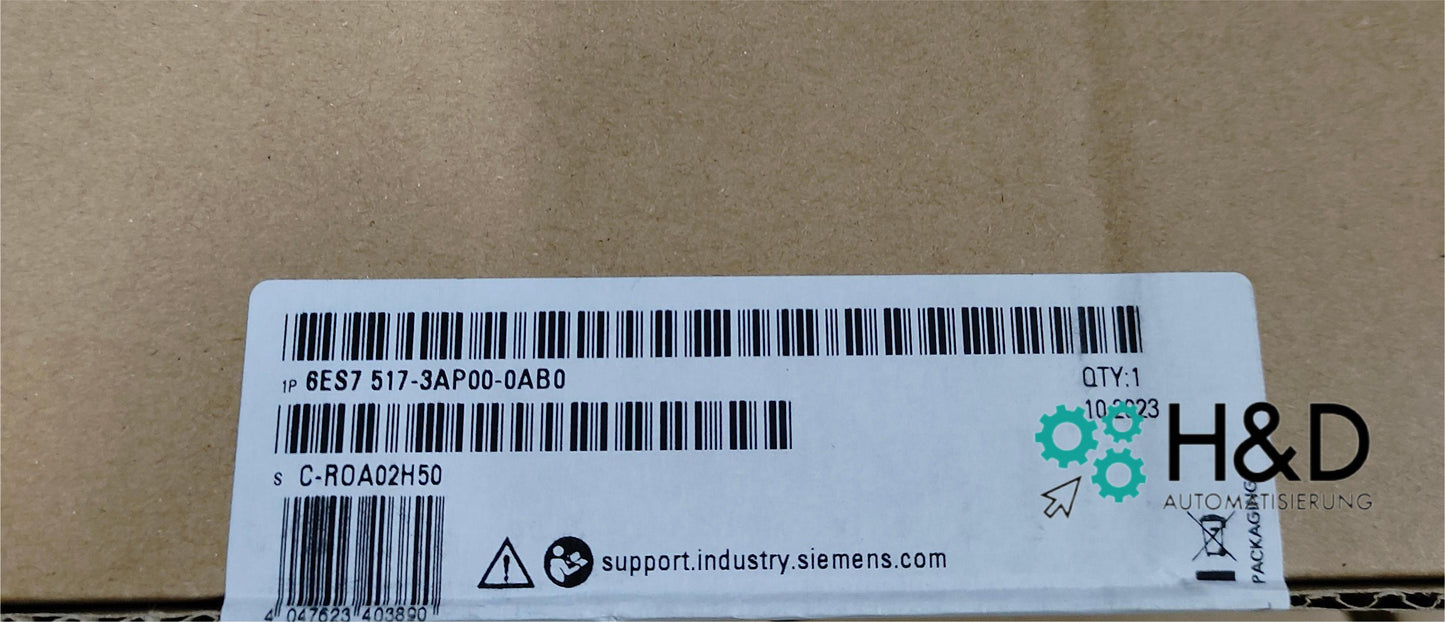 1P 6ES7 517-3AP00-0AB0
QTY:1
10.2023
S C-ROA02H50
H&D
AUTOMATISIERUNG
PACKAGING
support.industry.siemens.com
4 047623 403890